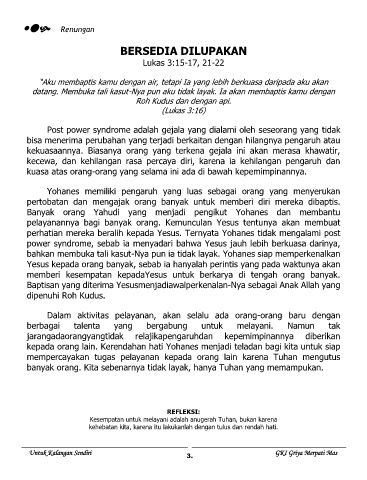 Renungan
BERSEDIA DILUPAKAN
Lukas 3:15-17, 21-22
"Aku membaptis kamu dengan air, tetapi Ia yang lebih berkuasa daripada aku akan
datang. Membuka tali kasut-Nya pun aku tidak layak. Ia akan membaptis kamu dengan
Roh Kudus dan dengan api.
(Lukas 3:16)
Post power syndrome adalah gejala yang dialami oleh seseorang yang tidak
bisa menerima perubahan yang terjadi berkaitan dengan hilangnya pengaruh atau
kekuasaannya. Biasanya orang yang terkena gejala ini akan merasa khawatir,
kecewa, dan kehilangan rasa percaya diri, karena ia kehilangan pengaruh dan
kuasa atas orang-orang yang selama ini ada di bawah kepemimpinannya.
Yohanes memiliki pengaruh yang luas sebagai orang yang menyerukan
pertobatan dan mengajak orang banyak untuk memberi diri mereka dibaptis.
Banyak orang Yahudi yang menjadi pengikut Yohanes dan membantu
pelayanannya bagi banyak orang. Kemunculan Yesus tentunya akan membuat
perhatian mereka beralih kepada Yesus. Ternyata Yohanes tidak mengalami post
power syndrome, sebab ia menyadari bahwa Yesus jauh lebih berkuasa darinya,
bahkan membuka tali kasut-Nya pun ia tidak layak. Yohanes siap memperkenalkan
Yesus kepada orang banyak, sebab ia hanyalah perintis yang pada waktunya akan
memberi kesempatan kepadaYesus untuk berkarya di tengah orang banyak.
Baptisan yang diterima Yesusmenjadiawalperkenalan-Nya sebagai Anak Allah yang
dipenuhi Roh Kudus.
Dalam aktivitas pelayanan, akan selalu ada orang-orang baru dengan
berbagai talenta yang bergabung untuk melayani. Namun tak
jarangadaorangyangtidak relajikapengaruhdan kepemimpinannya diberikan
kepada orang lain. Kerendahan hati Yohanes menjadi teladan bagi kita untuk siap
mempercayakan tugas pelayanan kepada orang lain karena Tuhan mengutus
banyak orang. Kita sebenarnya tidak layak, hanya Tuhan yang memampukan.
REFLEKSI:
Kesempatan untuk melayani adalah anugerah Tuhan, bukan karena
kehebatan kita, karena itu lakukanlah dengan tulus dan rendah hati.
Untuk Kalangan Sendiri
3.
GKI Griya Merpati Mas